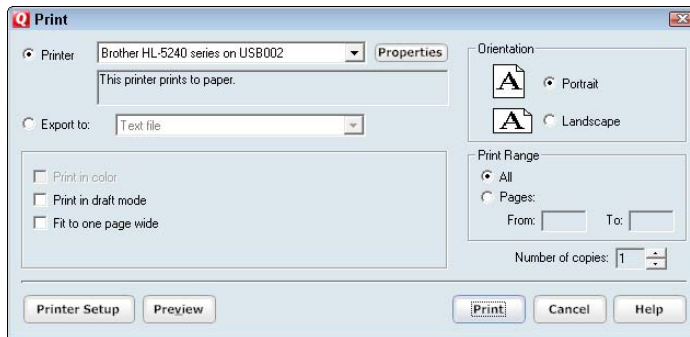 Print
Printer
Brother HL-5240 series on USB002
Properties
This printer prints to paper.
Export to:
Text file
Print in color
Print in draft mode
Fit to one page wide
Orientation
A
Portrait
A
Landscape
Print Range
All
Pages:
From:
To:
Number of copies: 1
Printer Setup
Preview
Print
Cancel
Help